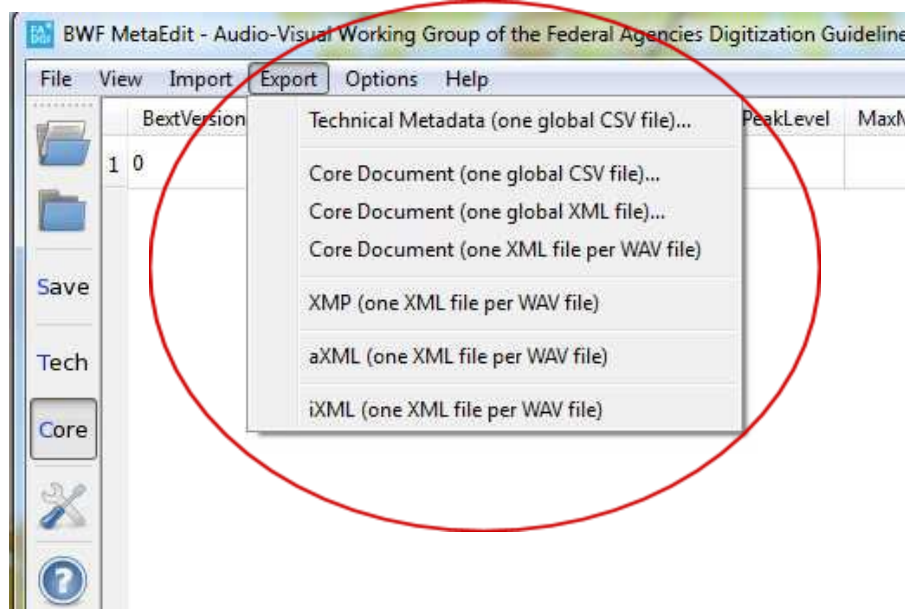 BWF MetaEdit - Audio-Visual Working Group of the Federal Agencies Digitization Guideline
File View Import Export Options Help
BextVersion PeakLevel MaxM
1 0
Technical Metadata (one global CSV file)...
Core Document (one global CSV file)...
Core Document (one global XML file)...
Core Document (one XML file per WAV file)
XMP (one XML file per WAV file)
aXML (one XML file per WAV file)
iXML (one XML file per WAV file)
Save
Tech
Core